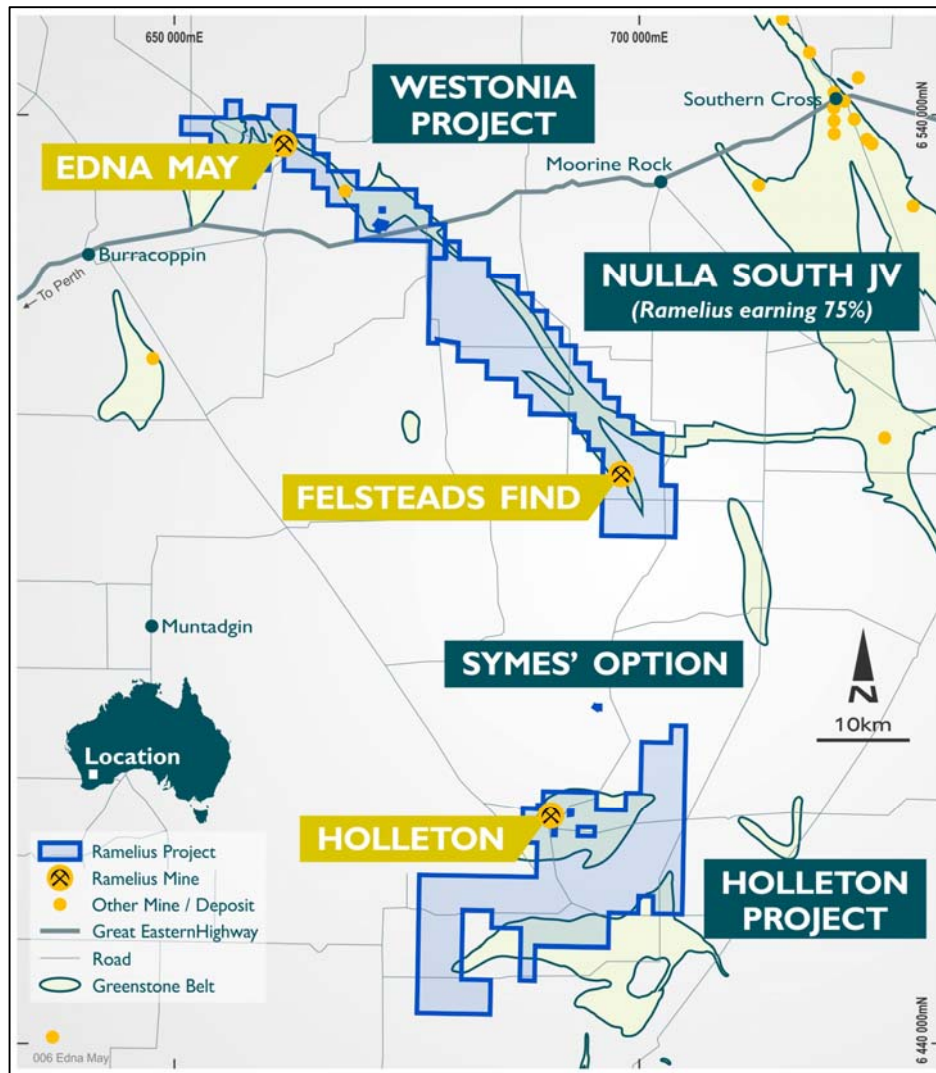 650 000mE
700 000mE
WESTONIA
PROJECT
Southern Cross
6 540 000mN
EDNA MAY
Moorine Rock
Burracoppin
To Perth
NULLA SOUTH JV
(Ramelius earning 75%)
FELSTEADS FIND
Muntadgin
SYMES' OPTION
N
10km
Location
HOLLETON
HOLLETON
PROJECT
Ramelius Project
Ramelius Mine
Other Mine / Deposit
Great EasternHighway
Road
Greenstone Belt
006 Edna May
6 440 000mN